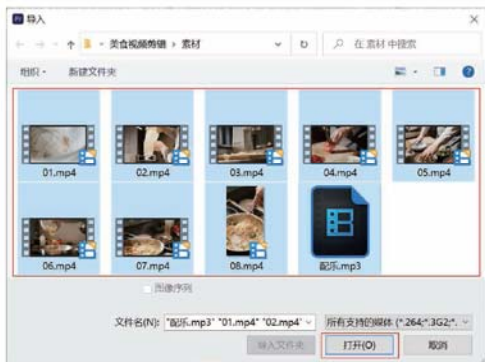 导入
美食视频剪辑 › 素材
在 素材 中搜索
组织
新建文件夹
01.mp4 02.mp4 03.mp4 04.mp4 05.mp4
06.mp4 07.mp4 08.mp4 配乐.mp3
图像序列
文件名(N): "配乐.mp3" "01.mp4" "02.mp4" 所有支持的媒体 (*.264;*.3G2;*.
导入文件夹 打开(O) 取消